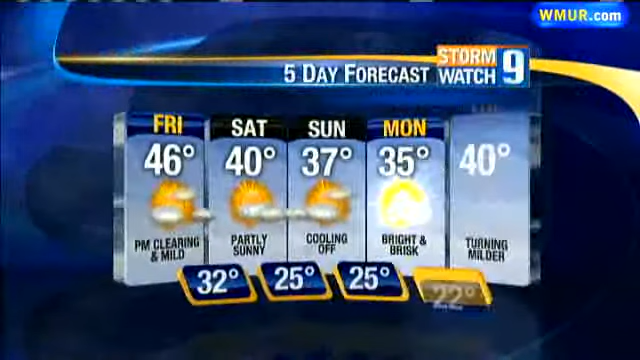 WMUR.com
STORM
5 DAY FORECAST WATCH 9
FRI SAT SUN MON
46° 40° 37° 35° 40°
PM CLEARING & MILD
PARTLY SUNNY
COOLING OFF
BRIGHT & BRISK
TURNING MILDER
32° 25° 25° 22°